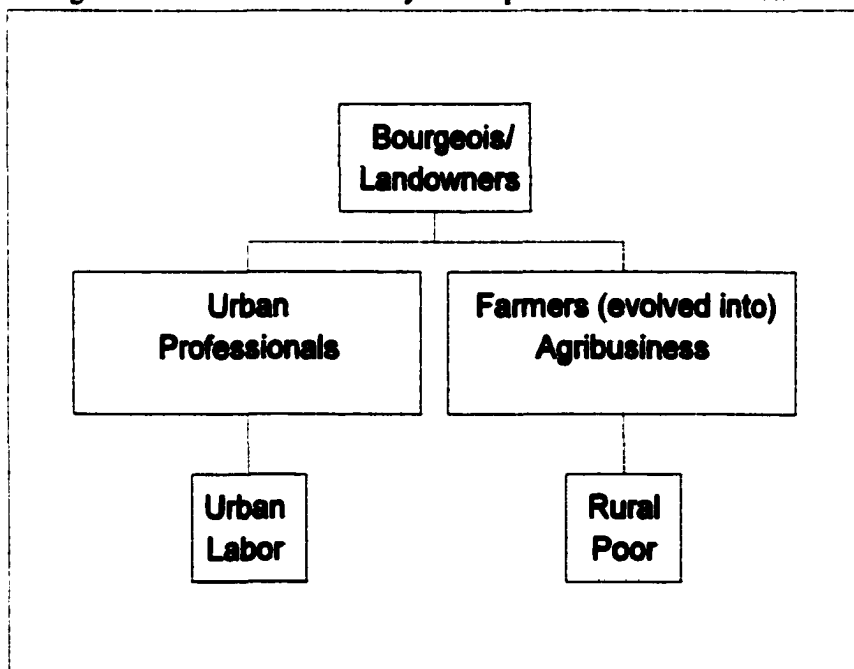 Bourgeois/
Landowners
Urban
Professionals
Farmers (evolved into)
Agribusiness
Urban
Labor
Rural
Poor